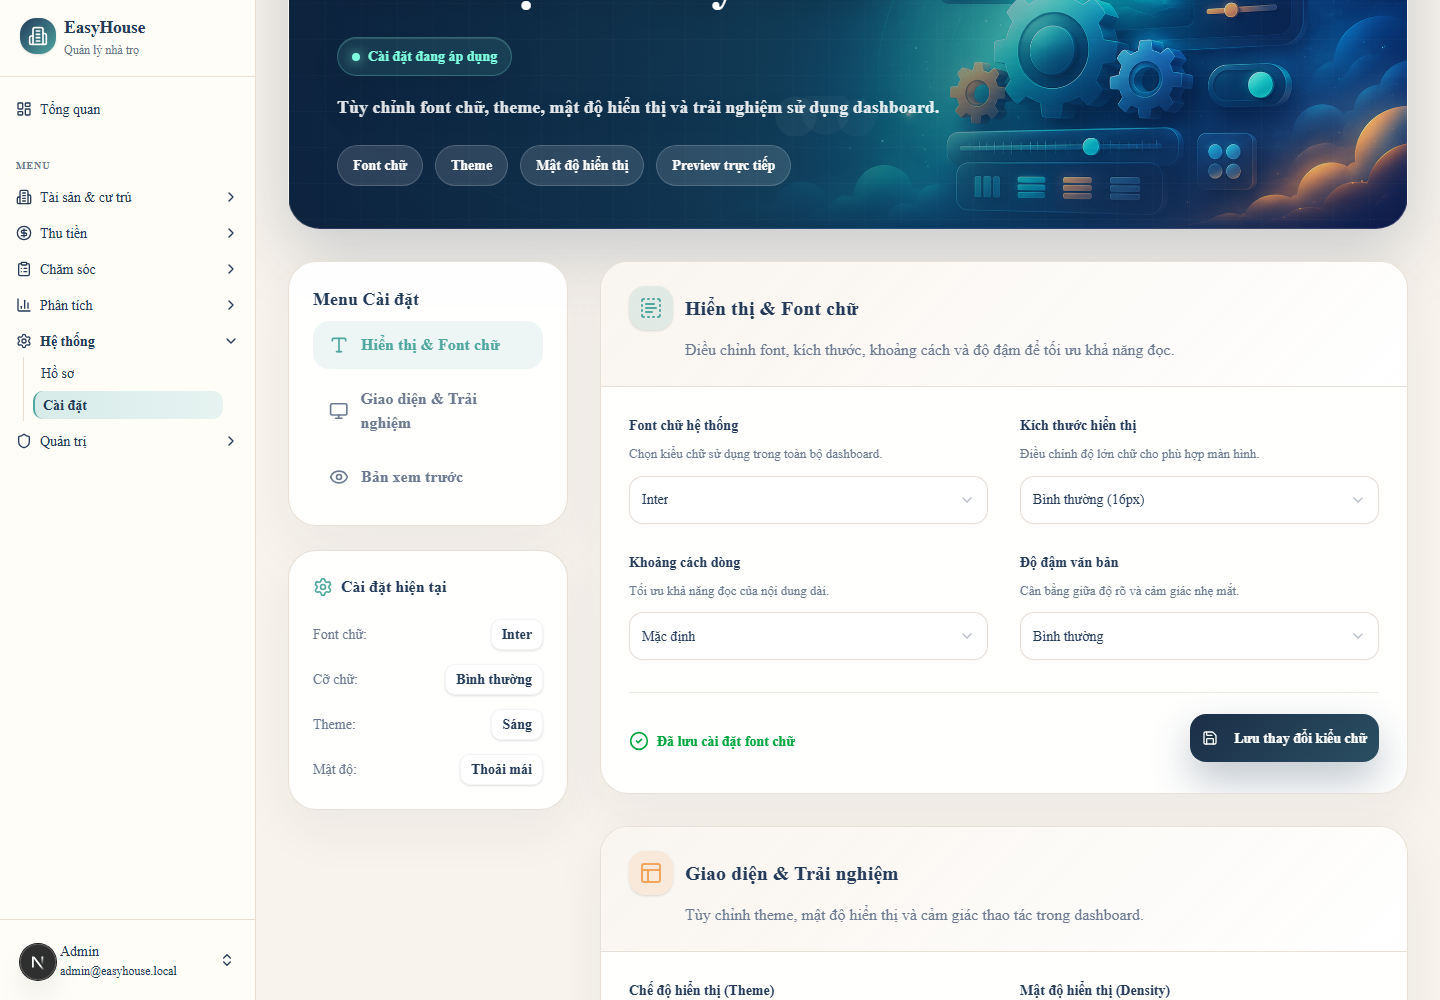 EasyHouse
Quản lý nhà trọ
Tổng quan
MENU
Tài sản & cư trú
Thu tiền
Chăm sóc
Phân tích
Hệ thống
Hồ sơ
Cài đặt
Quản trị
Admin
admin@easyhouse.local
Cài đặt đang áp dụng
Tùy chỉnh font chữ, theme, mật độ hiển thị và trải nghiệm sử dụng dashboard.
Font chữ
Theme
Mật độ hiển thị
Preview trực tiếp
Menu Cài đặt
Hiển thị & Font chữ
Giao diện & Trải
nghiệm
Bản xem trước
Cài đặt hiện tại
Font chữ:
Inter
Cỡ chữ:
Bình thường
Theme:
Sáng
Mật độ:
Thoải mái
Hiển thị & Font chữ
Điều chỉnh font, kích thước, khoảng cách và độ đậm để tối ưu khả năng đọc.
Font chữ hệ thống
Chọn kiểu chữ sử dụng trong toàn bộ dashboard.
Inter
Kích thước hiển thị
Điều chỉnh độ lớn chữ cho phù hợp màn hình.
Bình thường (16px)
Khoảng cách dòng
Tối ưu khả năng đọc của nội dung dài.
Mặc định
Độ đậm văn bản
Cân bằng giữa độ rõ và cảm giác nhẹ mắt.
Bình thường
Đã lưu cài đặt font chữ
Lưu thay đổi kiểu chữ
Giao diện & Trải nghiệm
Tùy chỉnh theme, mật độ hiển thị và cảm giác thao tác trong dashboard.
Chế độ hiển thị (Theme)
Mật độ hiển thị (Density)